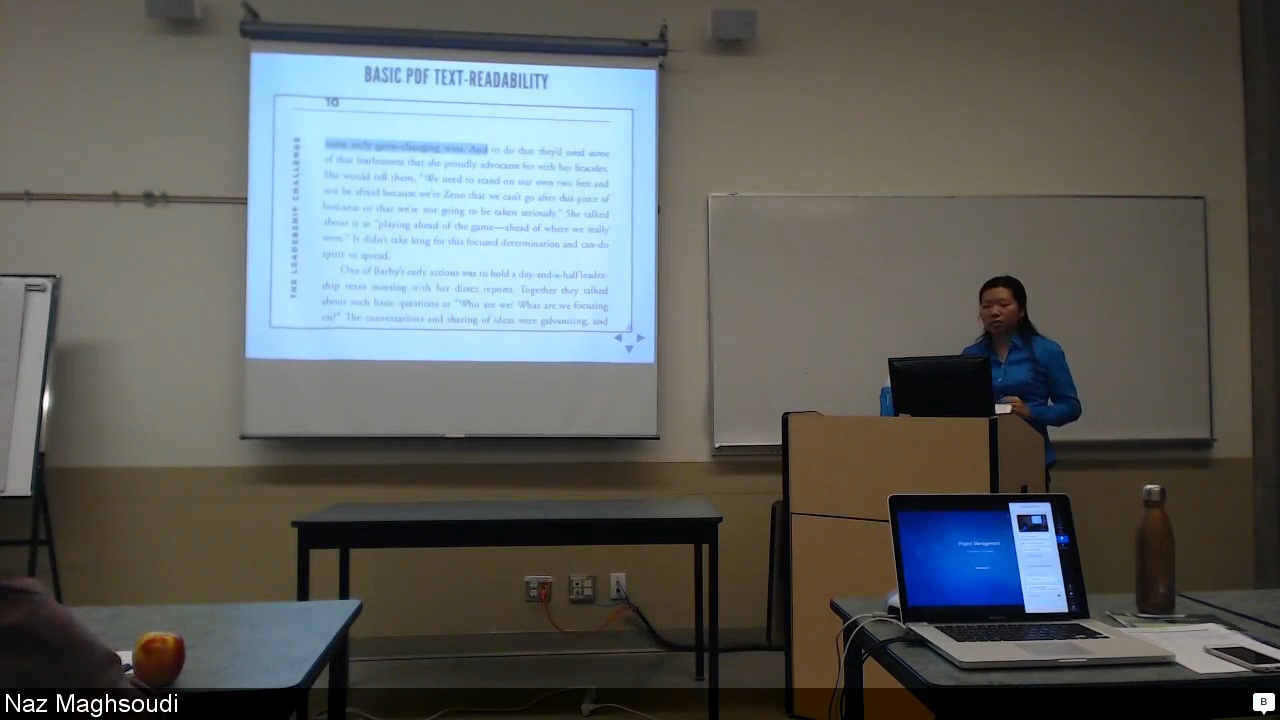 BASIC PDF TEXT-READABILITY
10
THE LEADERSHIP CHALLENGE
some early game-changing wins. And to do that they'd need some
of that fearlessness that she proudly advocates for with her bracelet.
She would tell them, "We need to stand on our own two feet and
not be afraid because we're Zeno that we can't go after this piece of
business or that we're not going to be taken seriously." She talked
about it as "playing ahead of the game—ahead of where we really
were." It didn't take long for this focused determination and can-do
spirit to spread.
One of Barby's early actions was to hold a day-and-a-half leader-
ship team meeting with her direct reports. Together they talked
about such basic questions as "Who are we? What are we focusing
on?" The conversations and sharing of ideas were galvanizing, and
Project Management
Naz Maghsoudi
B